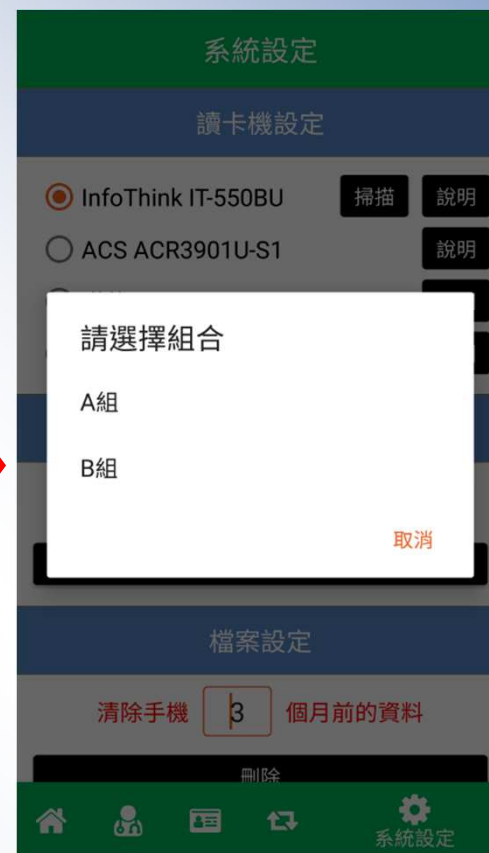 系統設定
讀卡機設定
InfoThink IT-550BU 掃描 說明
ACS ACR3901U-S1 說明
請選擇組合
A組
B組
取消
檔案設定
清除手機 3 個月前的資料
刪除
系統設定